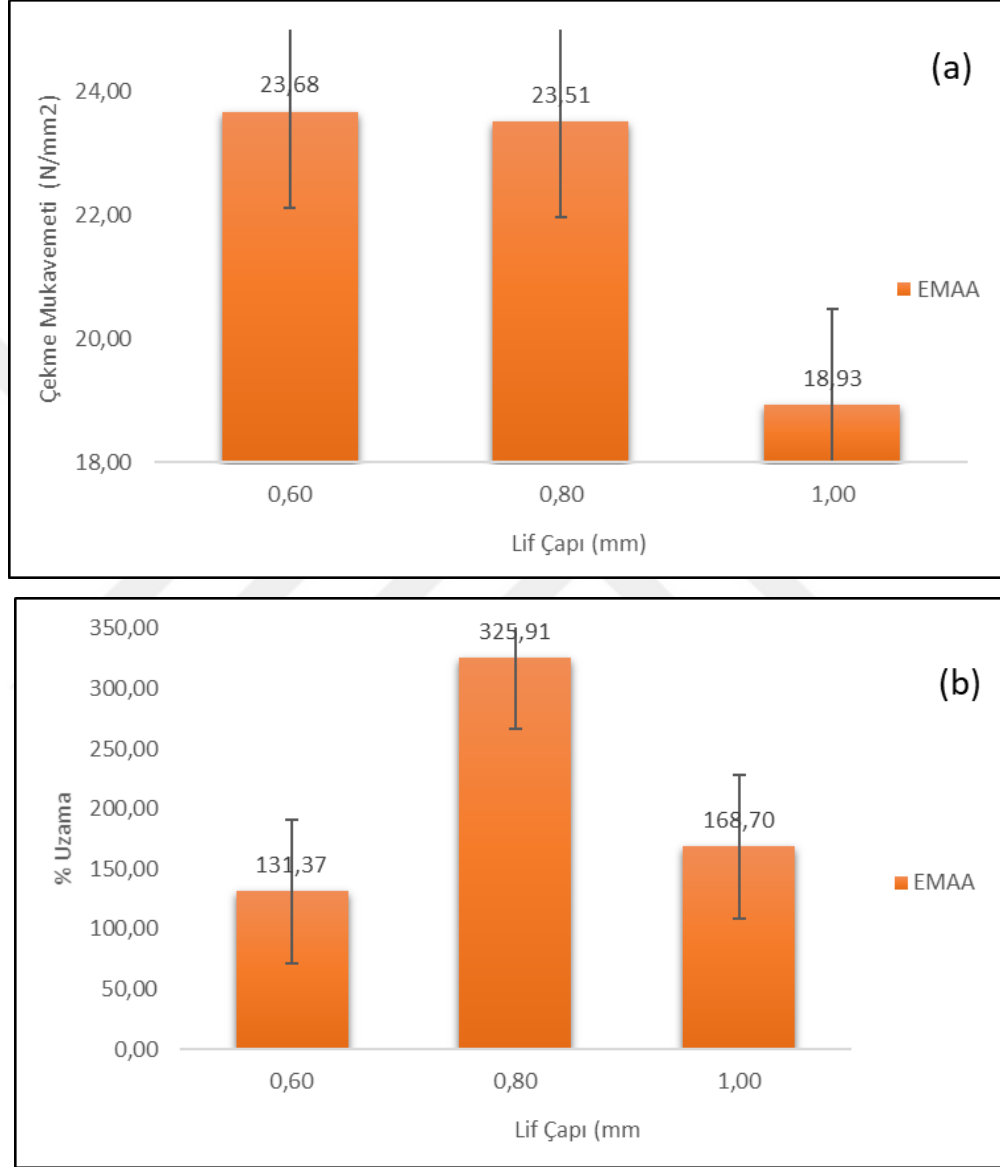 (a)
Çekme Mukavemeti (N/mm2)
24,00
22,00
20,00
18,00
23,68
23,51
18,93
EMAA
0,60 0,80 1,00
Lif Çapı (mm)
(b)
% Uzama
350,00
300,00
250,00
200,00
150,00
100,00
50,00
0,00
131,37
325,91
168,70
EMAA
0,60 0,80 1,00
Lif Çapı (mm